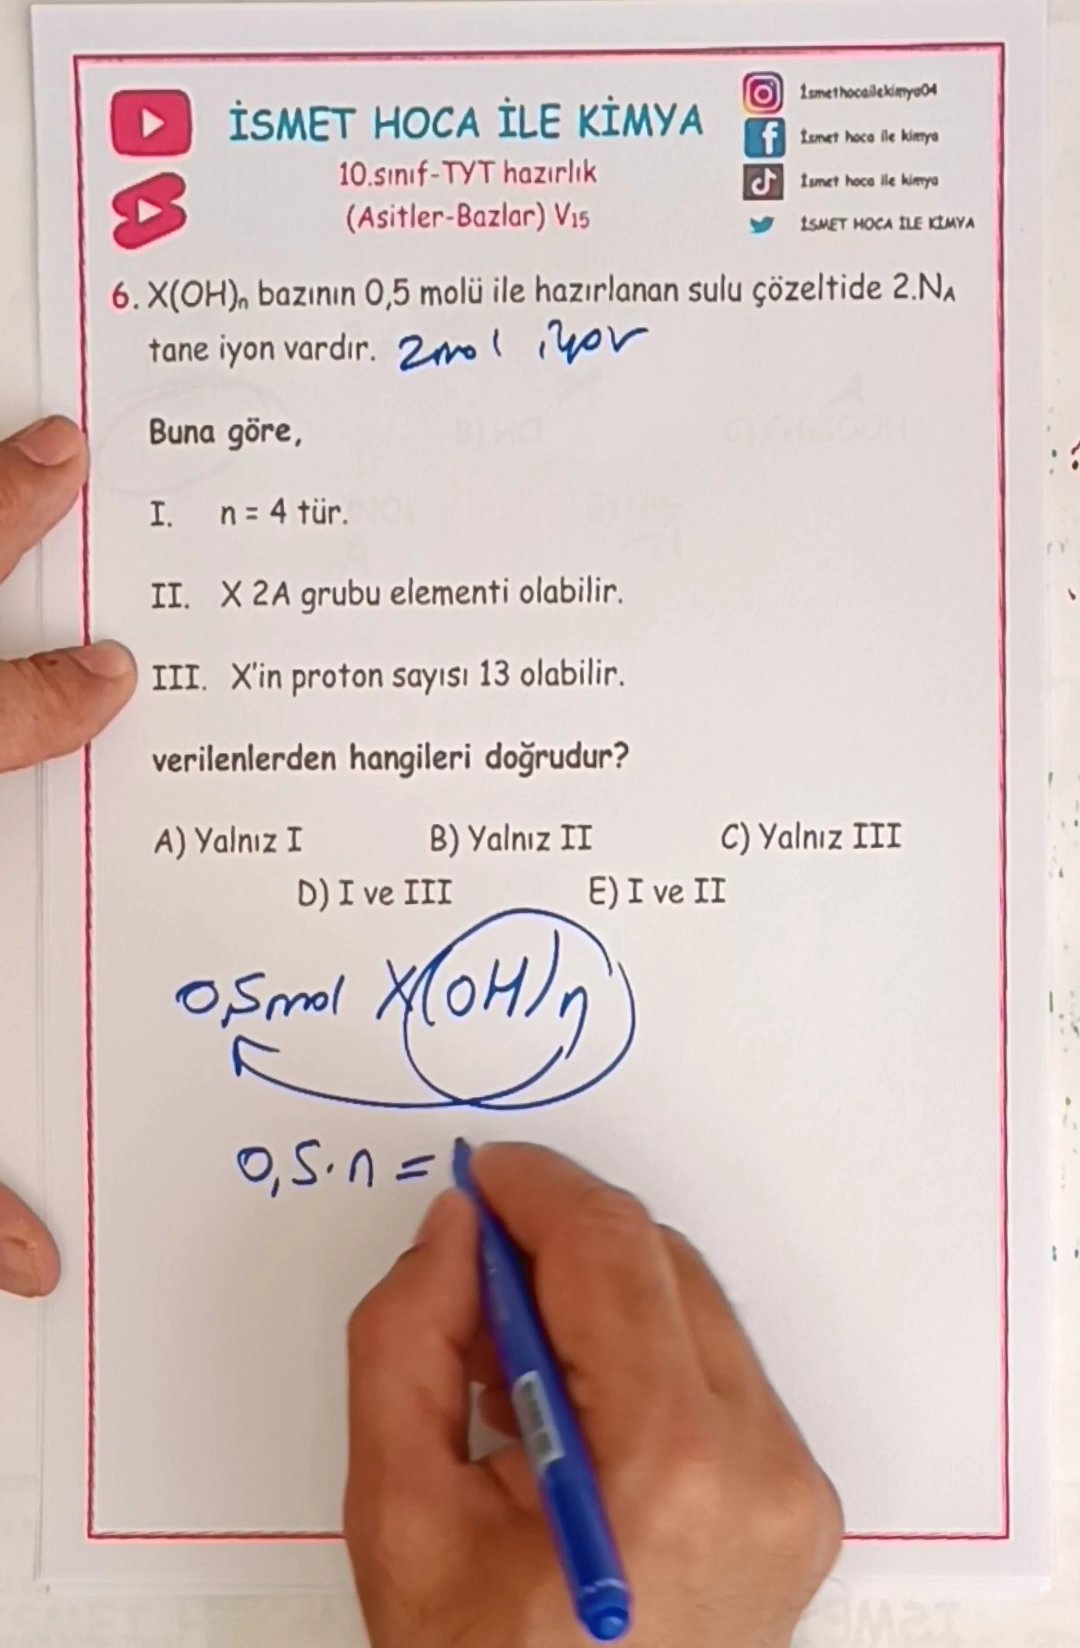 İSMET HOCA İLE KİMYA
10.sınıf-TYT hazırlık
(Asitler-Bazlar) V15
İsmethocailekimya04
İsmet hoca ile kimya
İsmet hoca ile kimya
İSMET HOCA İLE KİMYA
6. X(OH)n bazının 0,5 molü ile hazırlanan sulu çözeltide 2.NA
tane iyon vardır. 2mol iyon
Buna göre,
I. n = 4 tür.
II. X 2A grubu elementi olabilir.
III. X'in proton sayısı 13 olabilir.
verilenlerden hangileri doğrudur?
A) Yalnız I B) Yalnız II C) Yalnız III
D) I ve III E) I ve II
0,5mol X(OH)n
0,5.n =